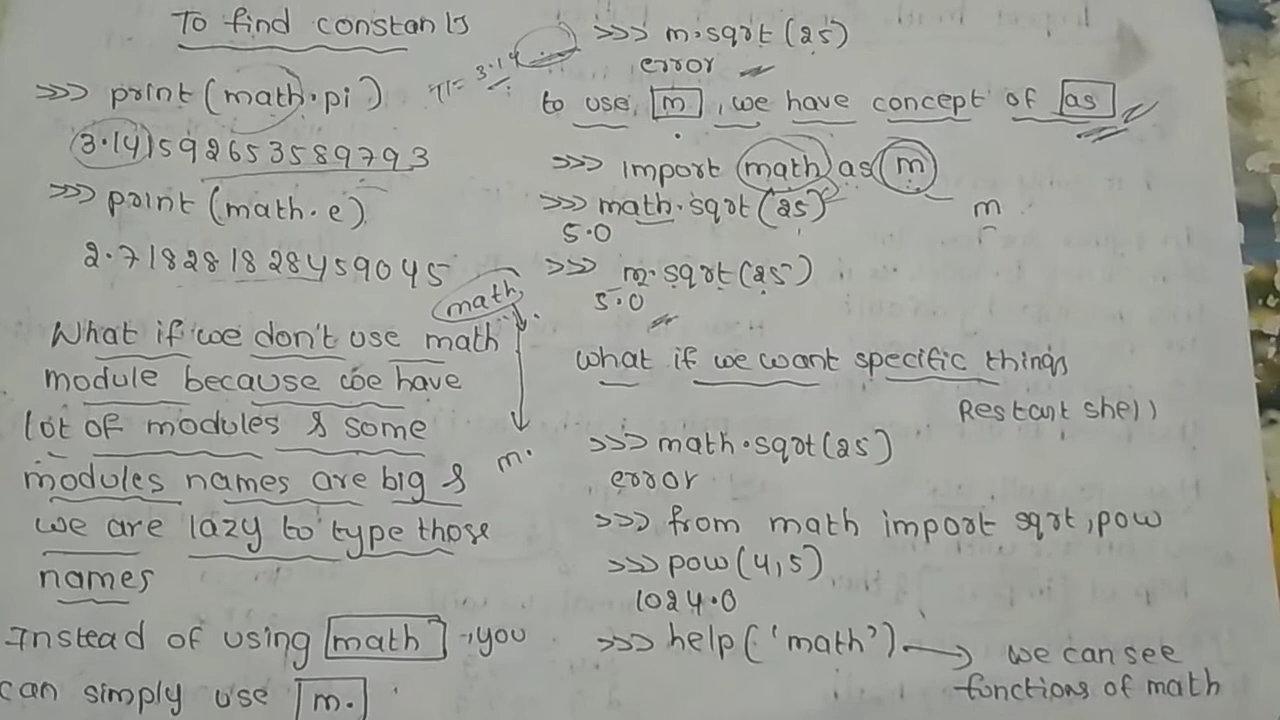 To find constants
>>> print(math.pi)
π = 3.14
3.141592653589793
>>> print(math.e)
2.718281828459045
math
What if we don't use math
module because we have
lot of modules & some
modules names are big &
m.
we are lazy to type those
names
Instead of using math, you
can simply use m.
>>> m.sqrt(25)
error
to use m, we have concept of as
>>> import math as m
>>> math.sqrt(25)
m
5.0
>>> m.sqrt(25)
5.0
what if we want specific things
Restart shell
>>> math.sqrt(25)
error
>>> from math import sqrt,pow
>>> pow(4,5)
1024.0
>>> help('math') → we can see
functions of math